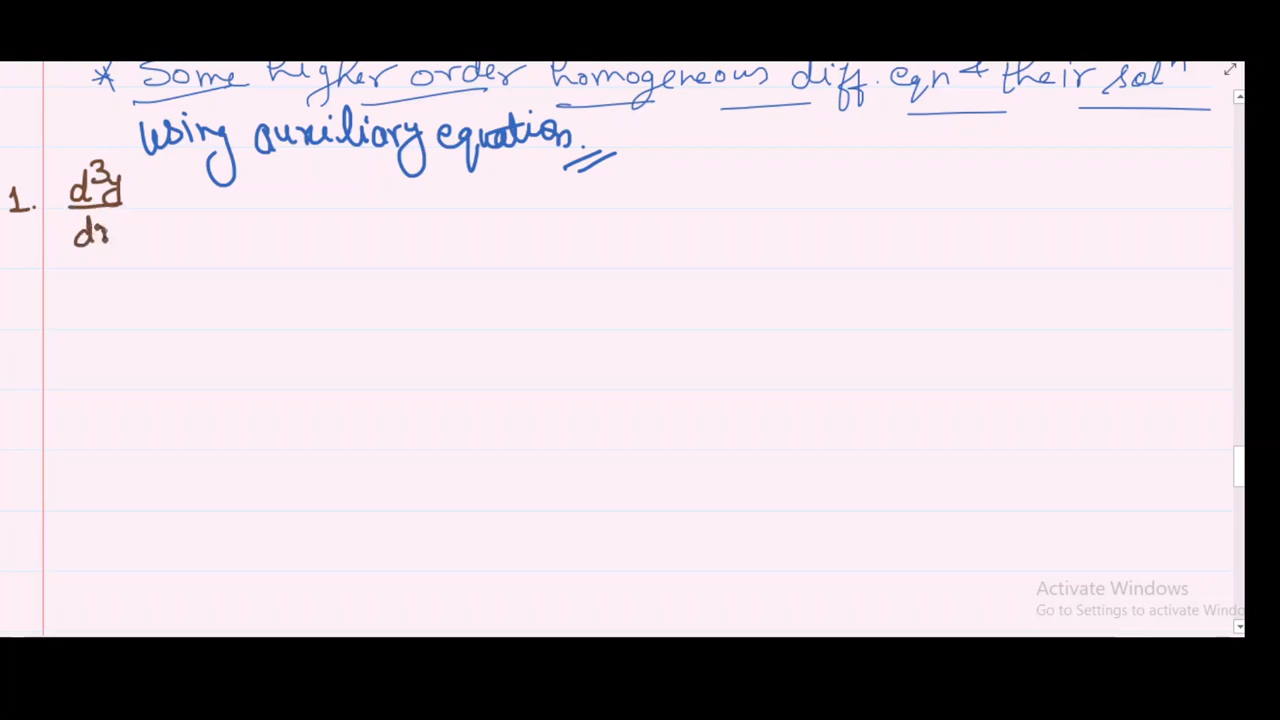 * Some higher order homogeneous diff. eqn & their solⁿ
using auxiliary equation.
1. d³y
dx
Activate Windows
Go to Settings to activate Windo